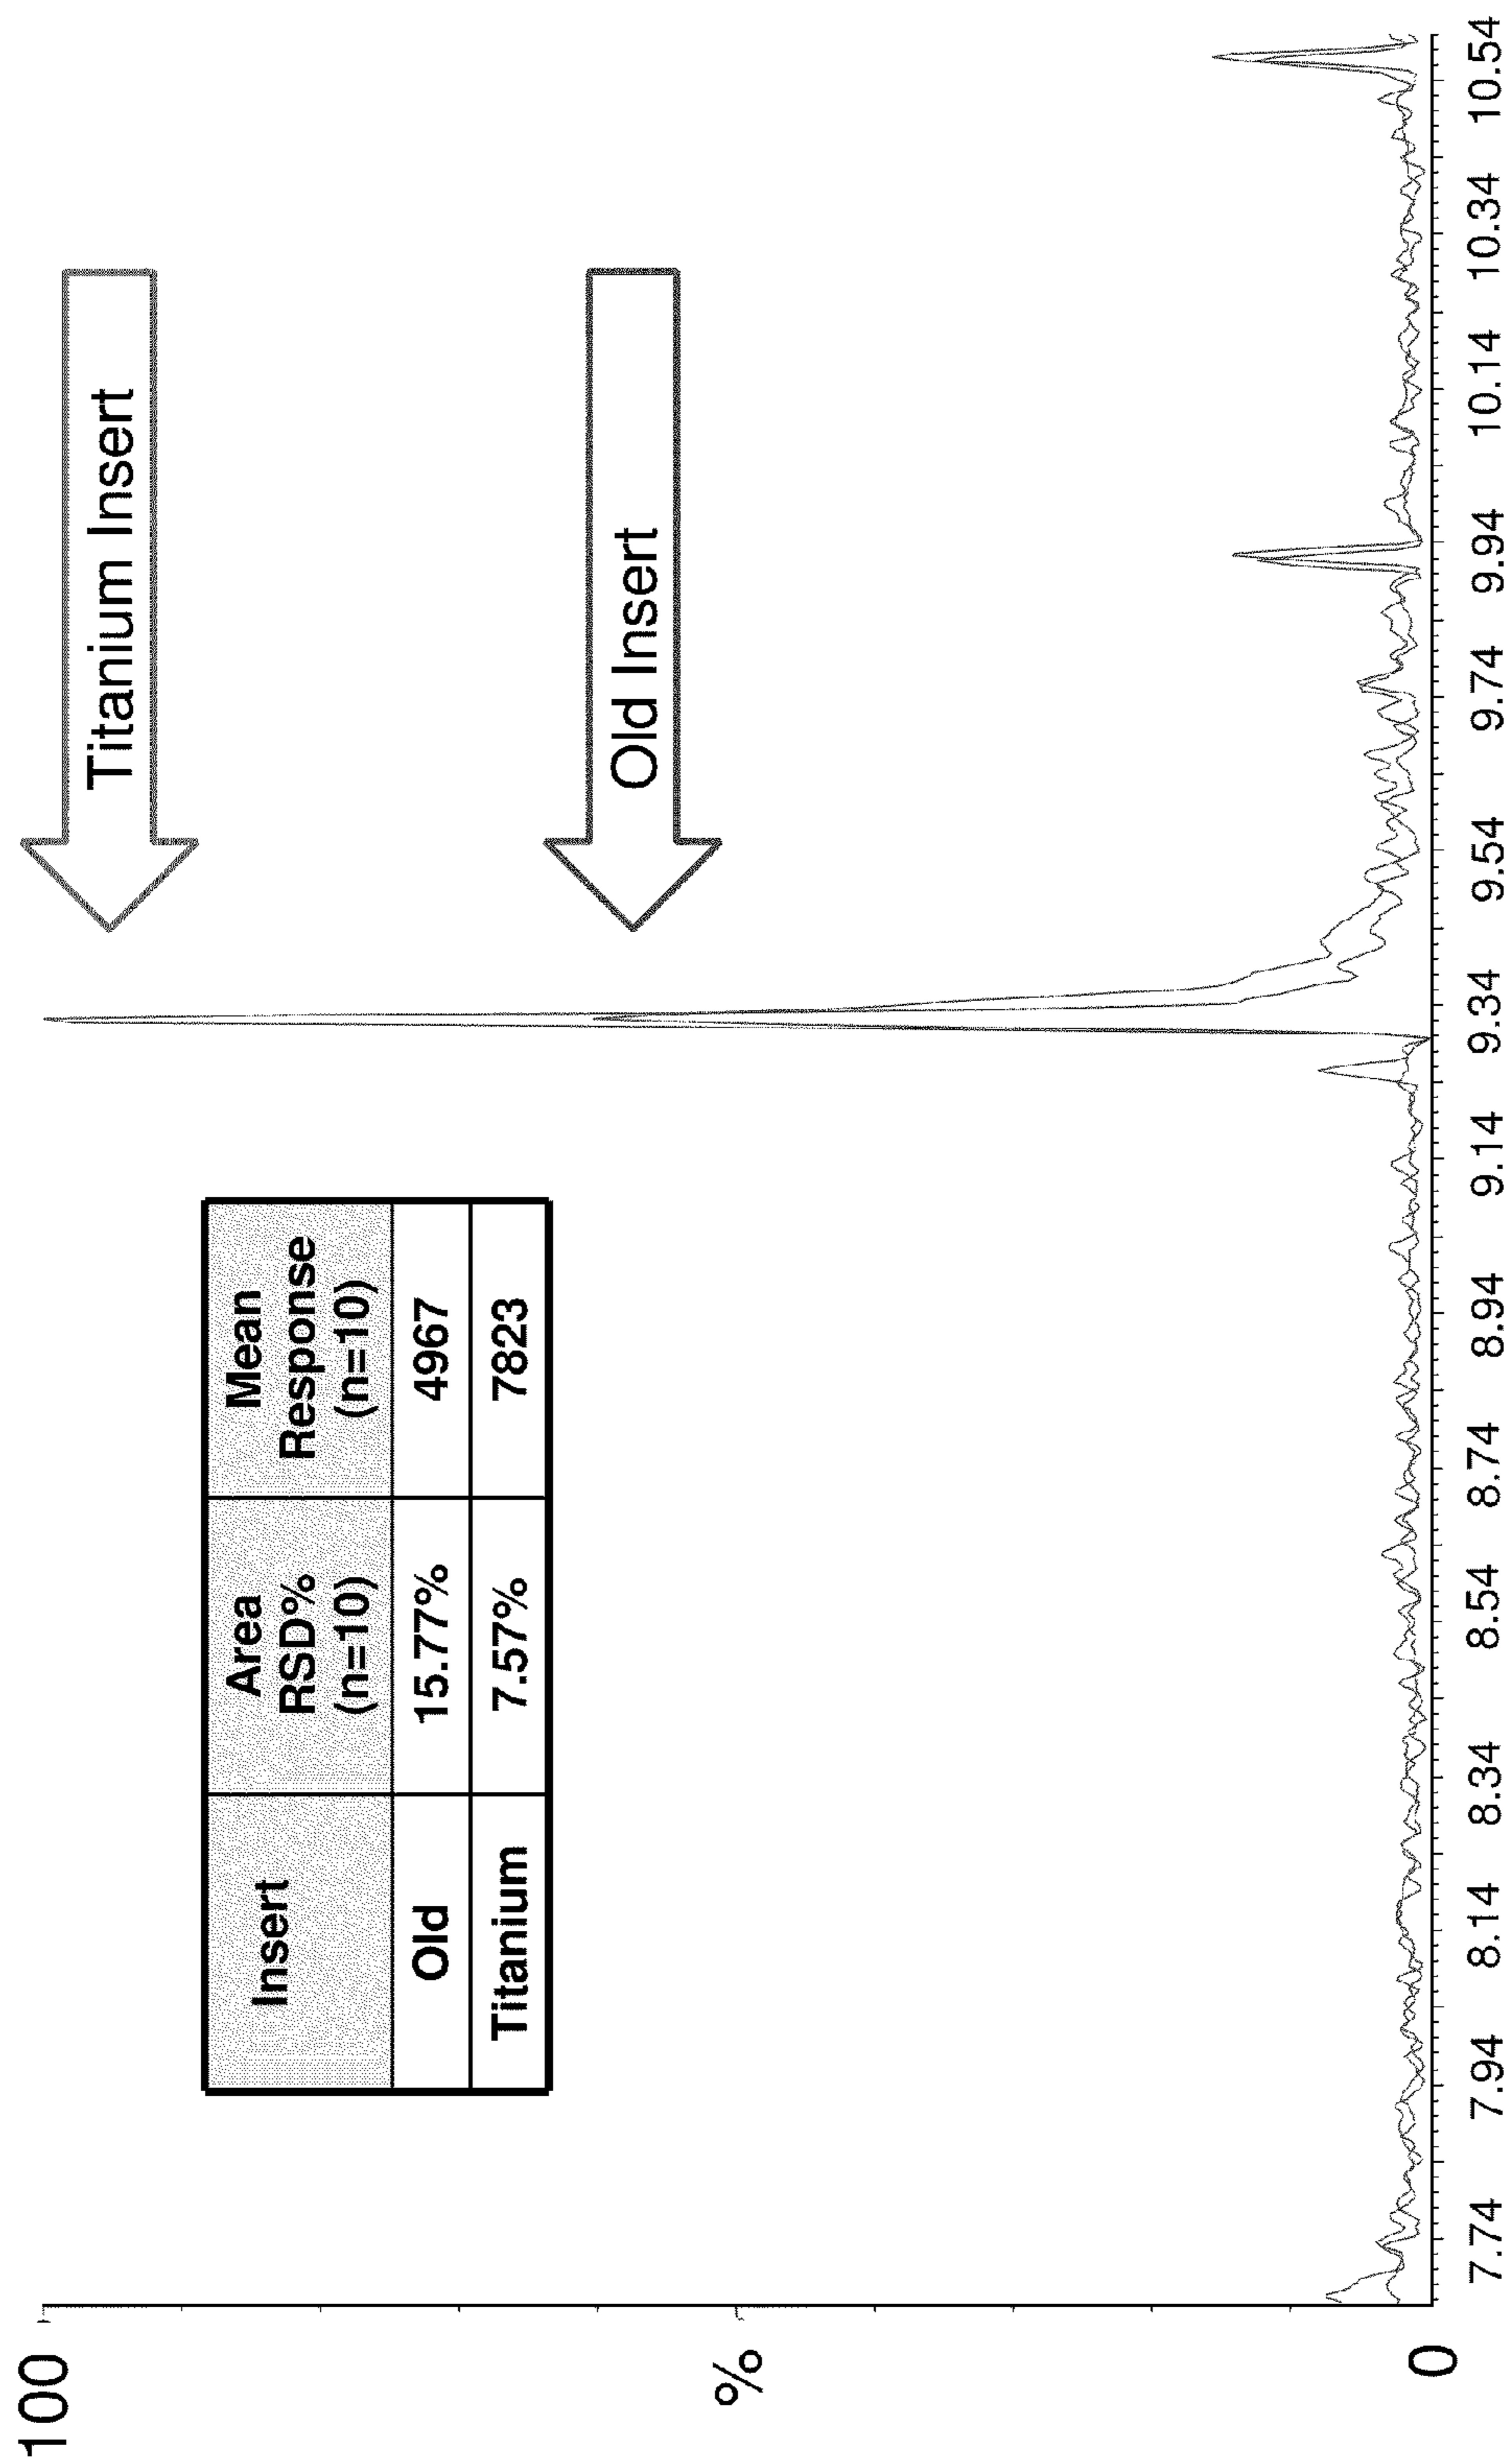 100
%
0
Titanium Insert
Old Insert
Insert
Area
RSD%
(n=10)
Mean
Response
(n=10)
Old
15.77%
4967
Titanium
7.57%
7823
7.74 7.94 8.14 8.34 8.54 8.74 8.94 9.14 9.34 9.54 9.74 9.94 10.14 10.34 10.54